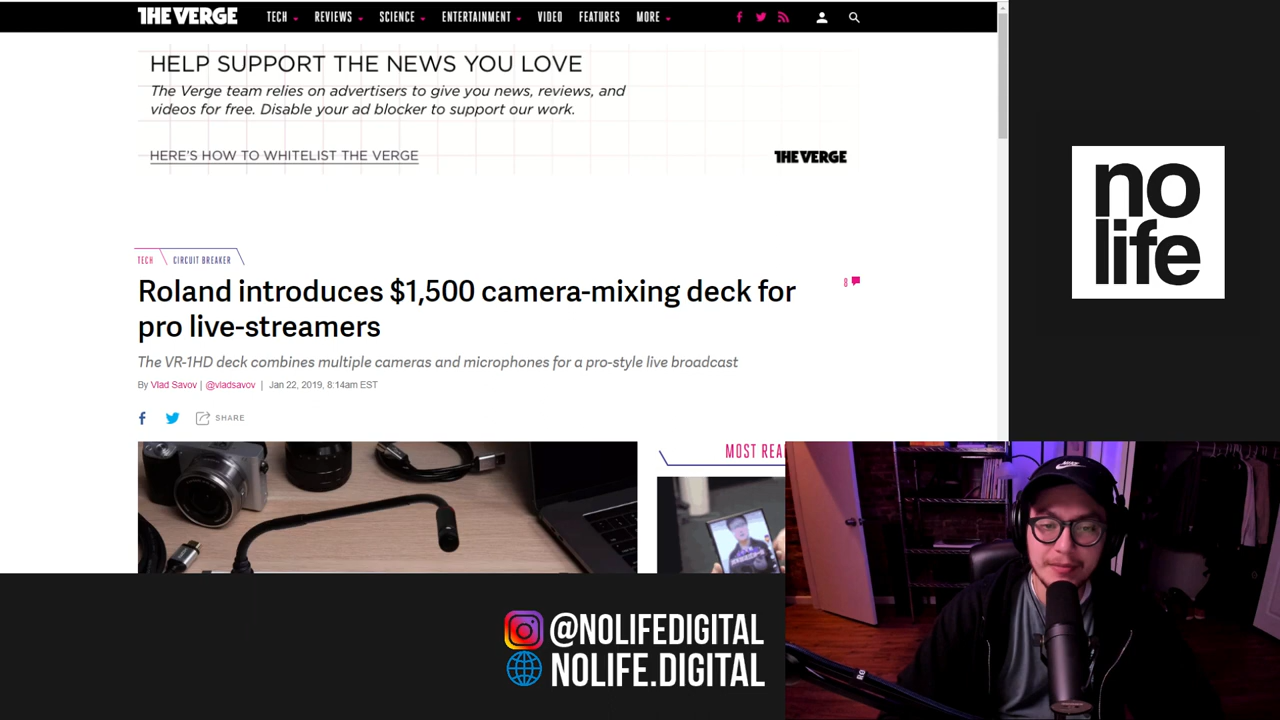 THE VERGE
TECH REVIEWS SCIENCE ENTERTAINMENT VIDEO FEATURES MORE
HELP SUPPORT THE NEWS YOU LOVE
The Verge team relies on advertisers to give you news, reviews, and
videos for free. Disable your ad blocker to support our work.
HERE'S HOW TO WHITELIST THE VERGE
THE VERGE
TECH CIRCUIT BREAKER
Roland introduces $1,500 camera-mixing deck for
pro live-streamers
8
The VR-1HD deck combines multiple cameras and microphones for a pro-style live broadcast
By Vlad Savov | @vladsavov | Jan 22, 2019, 8:14am EST
SHARE
MOST REA
no
life
@NOLIFEDIGITAL
NOLIFE.DIGITAL